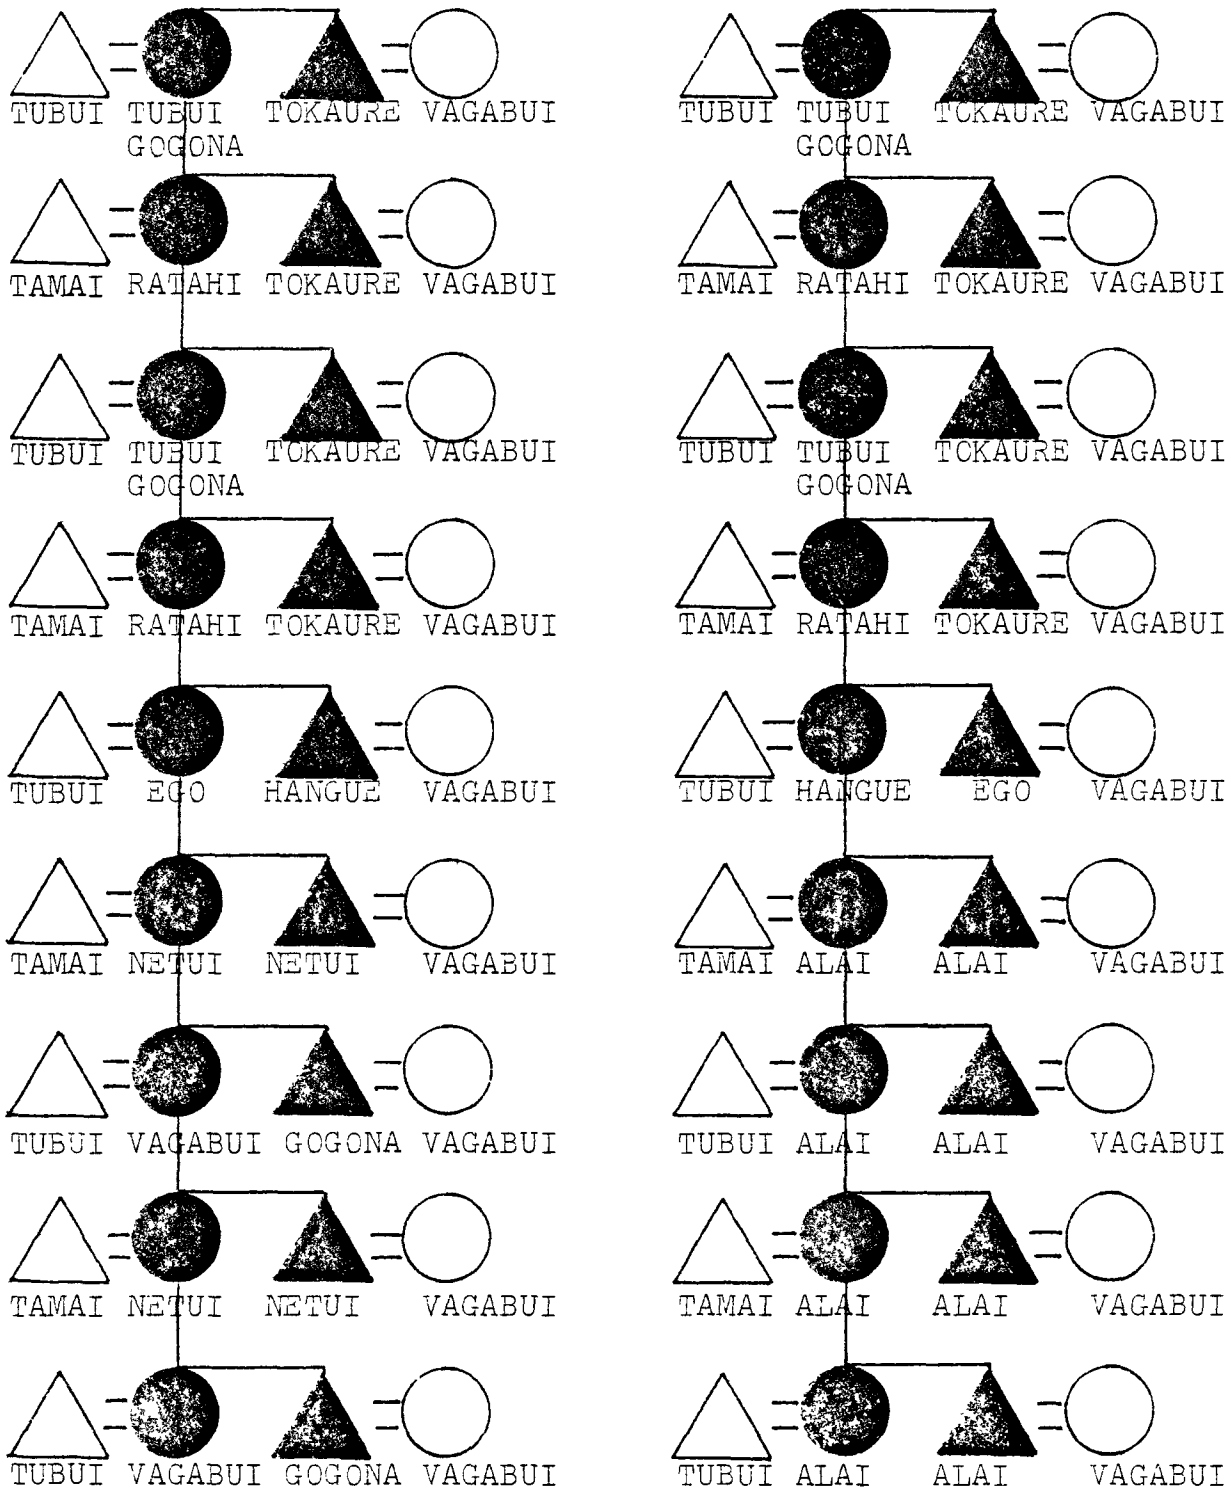 TUBUI TUBUI TOKAURE VAGABUI TUBUI TUBUI TOKAURE VAGABUI
GOGONA GOGONA
TAMAI RATAHI TOKAURE VAGABUI TAMAI RATAHI TOKAURE VAGABUI
TUBUI TUBUI TOKAURE VAGABUI TUBUI TUBUI TOKAURE VAGABUI
GOGONA GOGONA
TAMAI RATAHI TOKAURE VAGABUI TAMAI RATAHI TOKAURE VAGABUI
TUBUI EGO HANGUE VAGABUI TUBUI HANGUE EGO VAGABUI
TAMAI NETUI NETUI VAGABUI TAMAI ALAI ALAI VAGABUI
TUBUI VAGABUI GOGONA VAGABUI TUBUI ALAI ALAI VAGABUI
TAMAI NETUI NETUI VAGABUI TAMAI ALAI ALAI VAGABUI
TUBUI VAGABUI GOGONA VAGABUI TUBUI ALAI ALAI VAGABUI